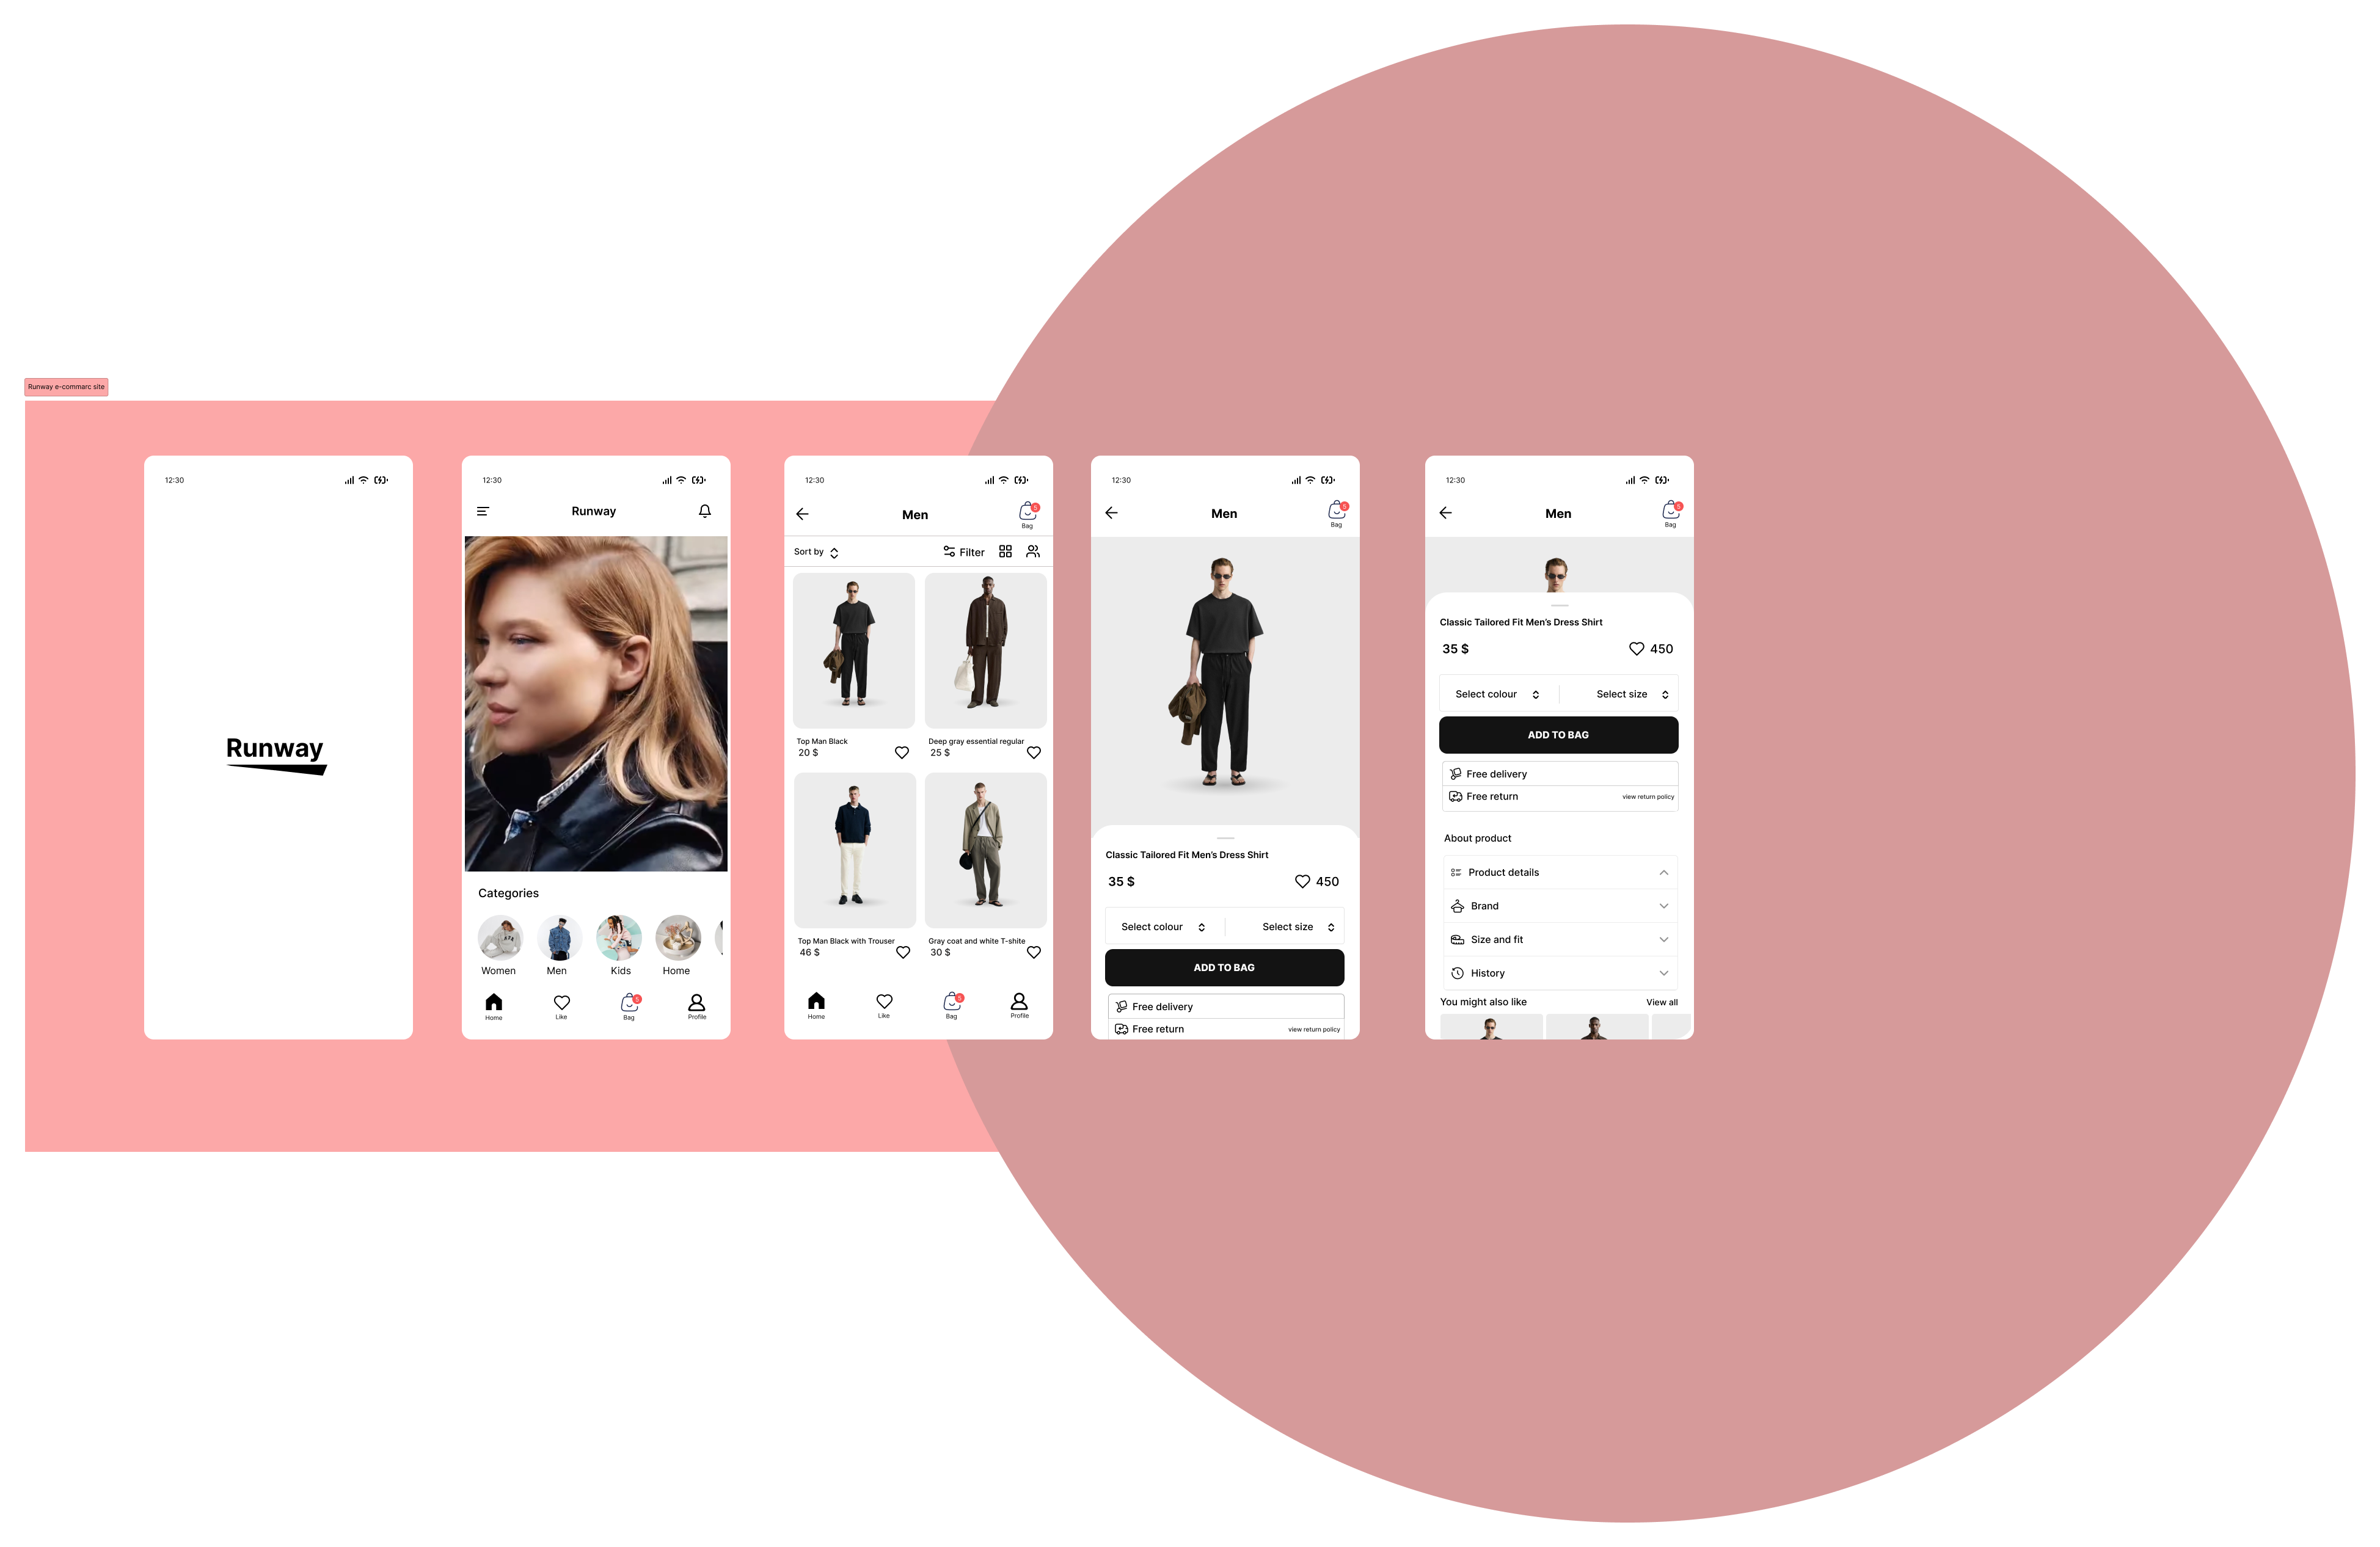 Runway e-commarc site
12:30
Runway
12:30
Runway
Categories
Women Men Kids Home
Home Like Bag 5 Profile
12:30
Men
5
Bag
Sort by Filter
Top Man Black
20 $
Deep gray essential regular
25 $
Top Man Black with Trouser
46 $
Gray coat and white T-shite
30 $
Home Like Bag 5 Profile
12:30
Men
5
Bag
Classic Tailored Fit Men's Dress Shirt
35 $ 450
Select colour Select size
ADD TO BAG
Free delivery
Free return view return policy
12:30
Men
5
Bag
Classic Tailored Fit Men's Dress Shirt
35 $ 450
Select colour Select size
ADD TO BAG
Free delivery
Free return view return policy
About product
Product details
Brand
Size and fit
History
You might also like View all